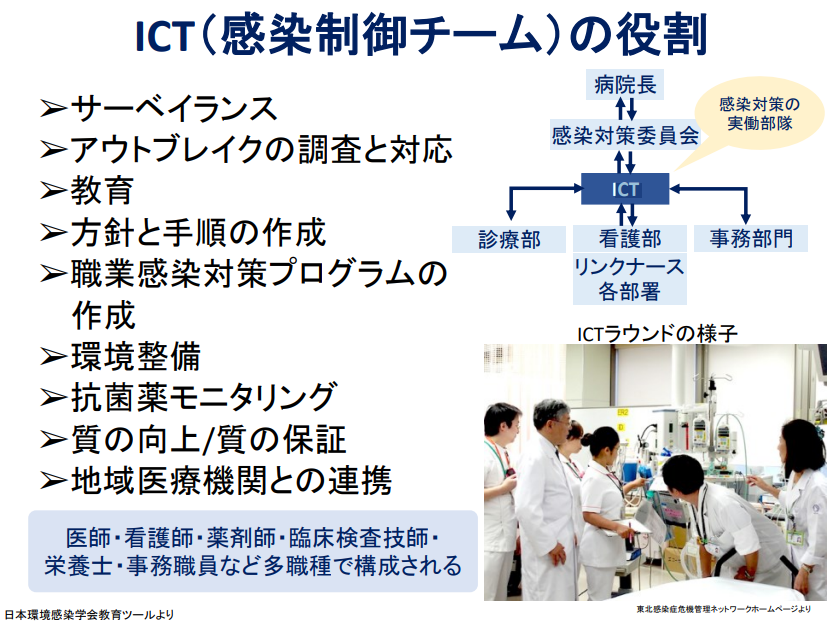 ICT（感染制御チーム）の役割
➢サーベイランス
➢アウトブレイクの調査と対応
➢教育
➢方針と手順の作成
➢職業感染対策プログラムの
作成
➢環境整備
➢抗菌薬モニタリング
➢質の向上/質の保証
➢地域医療機関との連携
医師・看護師・薬剤師・臨床検査技師・
栄養士・事務職員など多職種で構成される
日本環境感染学会教育ツールより
病院長
感染対策の
実働部隊
感染対策委員会
ICT
診療部
看護部
事務部門
リンクナース
各部署
ICTラウンドの様子
東北感染症危機管理ネットワークホームページより